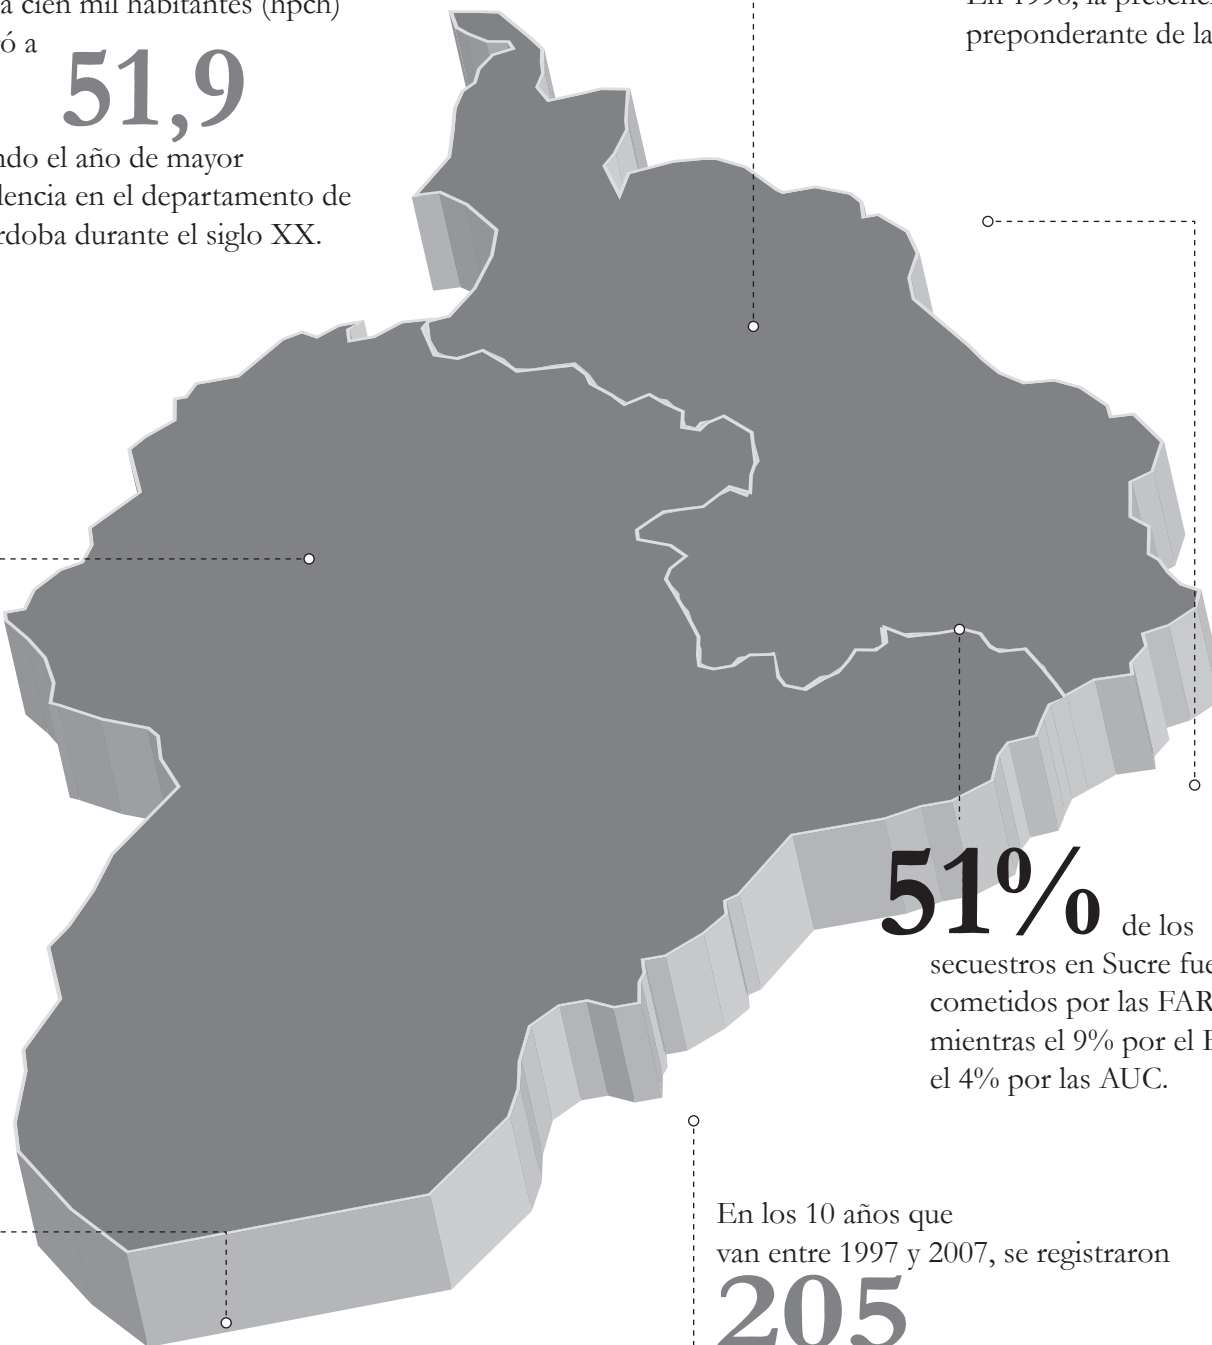 a cien mil habitantes (hpch)
ó a
51,9
ndo el año de mayor
lencia en el departamento de
rdoba durante el siglo XX.
preponderante de la
51% de los
secuestros en Sucre fue
cometidos por las FAR
mientras el 9% por el E
el 4% por las AUC.
En los 10 años que
van entre 1997 y 2007, se registraron
205